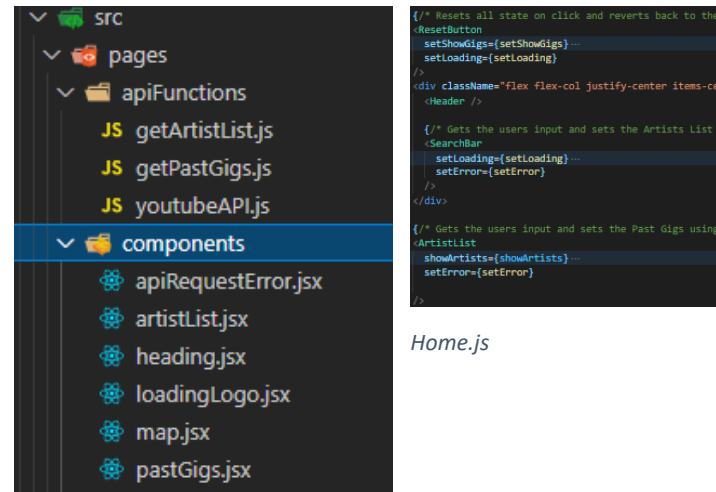 src
pages
apiFunctions
JS getArtistList.js
JS getPastGigs.js
JS youtubeAPI.js
components
apiRequestError.jsx
artistList.jsx
heading.jsx
loadingLogo.jsx
map.jsx
pastGigs.jsx
{/* Resets all state on click and reverts back to the
<ResetButton
setShowGigs={setShowGigs}···
setLoading={setLoading}
/>
<div className="flex flex-col justify-center items-ce
<Header />
{/* Gets the users input and sets the Artists List
<SearchBar
setLoading={setLoading}···
setError={setError}
/>
</div>
{/* Gets the users input and sets the Past Gigs using
<ArtistList
showArtists={showArtists}···
setError={setError}
/>
Home.js